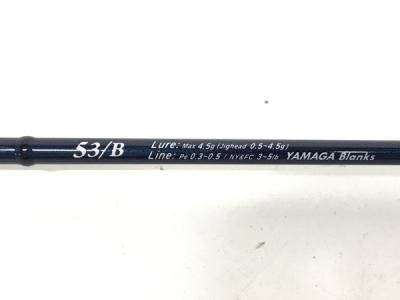 53/B Lure: Max 4.5g (Jighead 0.5~4.5g)
Line: Pe 0.3-0.5 / NY&FC 3-5lb YAMAGA Blanks